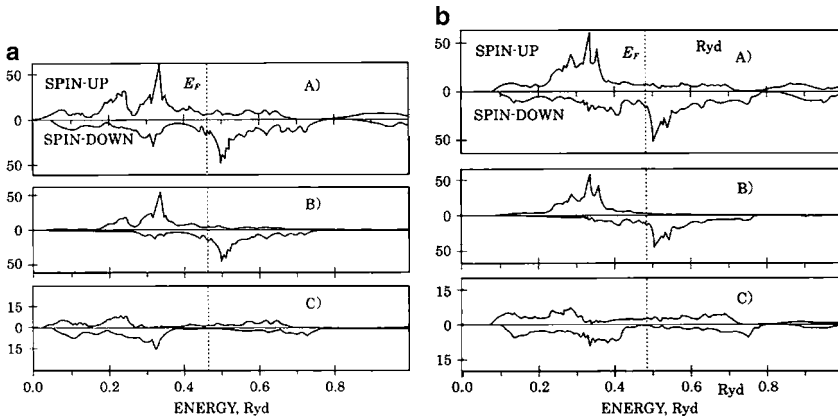 a
50
0
50
SPIN-UP
E_F
A)
SPIN-DOWN
50
0
50
B)
15
0
15
C)
0.0 0.2 0.4 0.6 0.8
ENERGY, Ryd
b
50
0
50
SPIN-UP
E_F
Ryd
A)
SPIN-DOWN
50
0
50
B)
15
0
15
C)
0.0 0.2 0.4 0.6 Ryd 0.8
ENERGY, Ryd